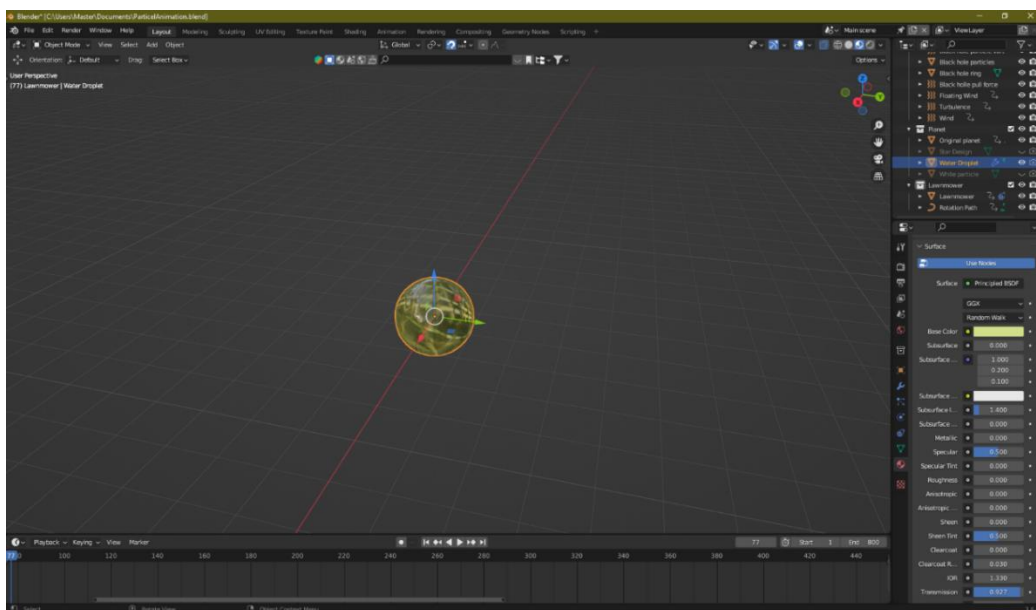 Blender* [C:\Users\Master\Documents\ParticelAnimation.blend]
File Edit Render Window Help Layout Modeling Sculpting UV Editing Texture Paint Shading Animation Rendering Compositing Geometry Nodes Scripting + Main scene ViewLayer
Object Mode View Select Add Object Global
Orientation: Default Drag: Select Box Options
User Perspective
(77) Lawnmower | Water Droplet
Black hole particles
Black hole ring
Black holle pull force
Floating Wind
Turbulence
Wind
Planet
Original planet
Star Design
Water Droplet
White particle
Lawnmower
Lawnmower
Rotation Path
Surface
Use Nodes
Surface Principled BSDF
GGX
Random Walk
Base Color
Subsurface 0.000
Subsurface ... 1.000
0.200
0.100
Subsurface ...
Subsurface I... 1.400
Subsurface ... 0.000
Metallic 0.000
Specular 0.500
Specular Tint 0.000
Roughness 0.000
Anisotropic 0.000
Anisotropic ... 0.000
Sheen 0.000
Sheen Tint 0.500
Clearcoat 0.000
Clearcoat R... 0.030
IOR 1.330
Transmission 0.927
Playback Keying View Marker 77 Start 1 End 800
77 100 120 140 160 180 200 220 240 260 280 300 320 340 360 380 400 420 440
Select Rotate View Object Context Menu